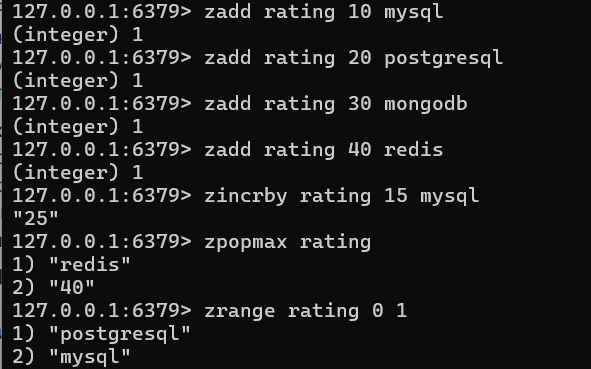 127.0.0.1:6379> zadd rating 10 mysql
(integer) 1
127.0.0.1:6379> zadd rating 20 postgresql
(integer) 1
127.0.0.1:6379> zadd rating 30 mongodb
(integer) 1
127.0.0.1:6379> zadd rating 40 redis
(integer) 1
127.0.0.1:6379> zincrby rating 15 mysql
"25"
127.0.0.1:6379> zpopmax rating
1) "redis"
2) "40"
127.0.0.1:6379> zrange rating 0 1
1) "postgresql"
2) "mysql"